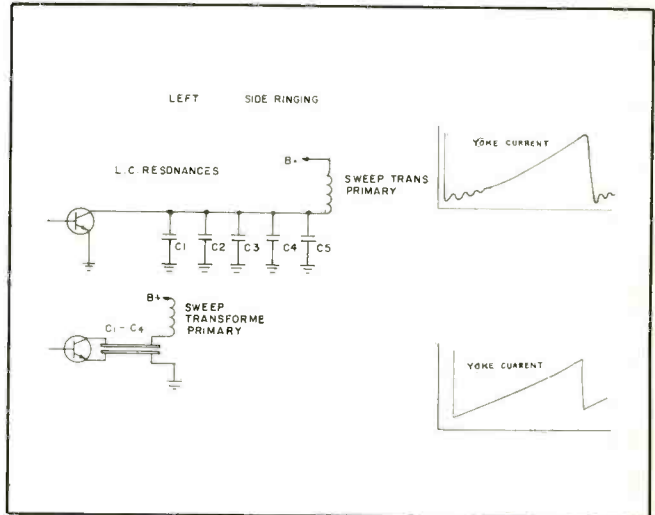 LEFT SIDE RINGING
L.C. RESONANCES
B+
SWEEP TRANS
PRIMARY
C1 C2 C3 C4 C5
YOKE CURRENT
B+
SWEEP
TRANSFORME
PRIMARY
C1-C4
YOKE CURRENT